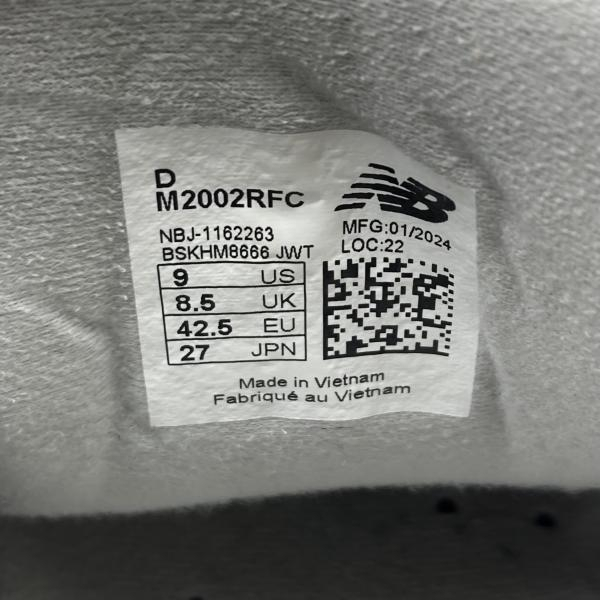 D
M2002RFC
NBJ-1162263
BSKHM8666 JWT
9 US
8.5 UK
42.5 EU
27 JPN
NB
MFG:01/2024
LOC:22
Made in Vietnam
Fabriqué au Vietnam